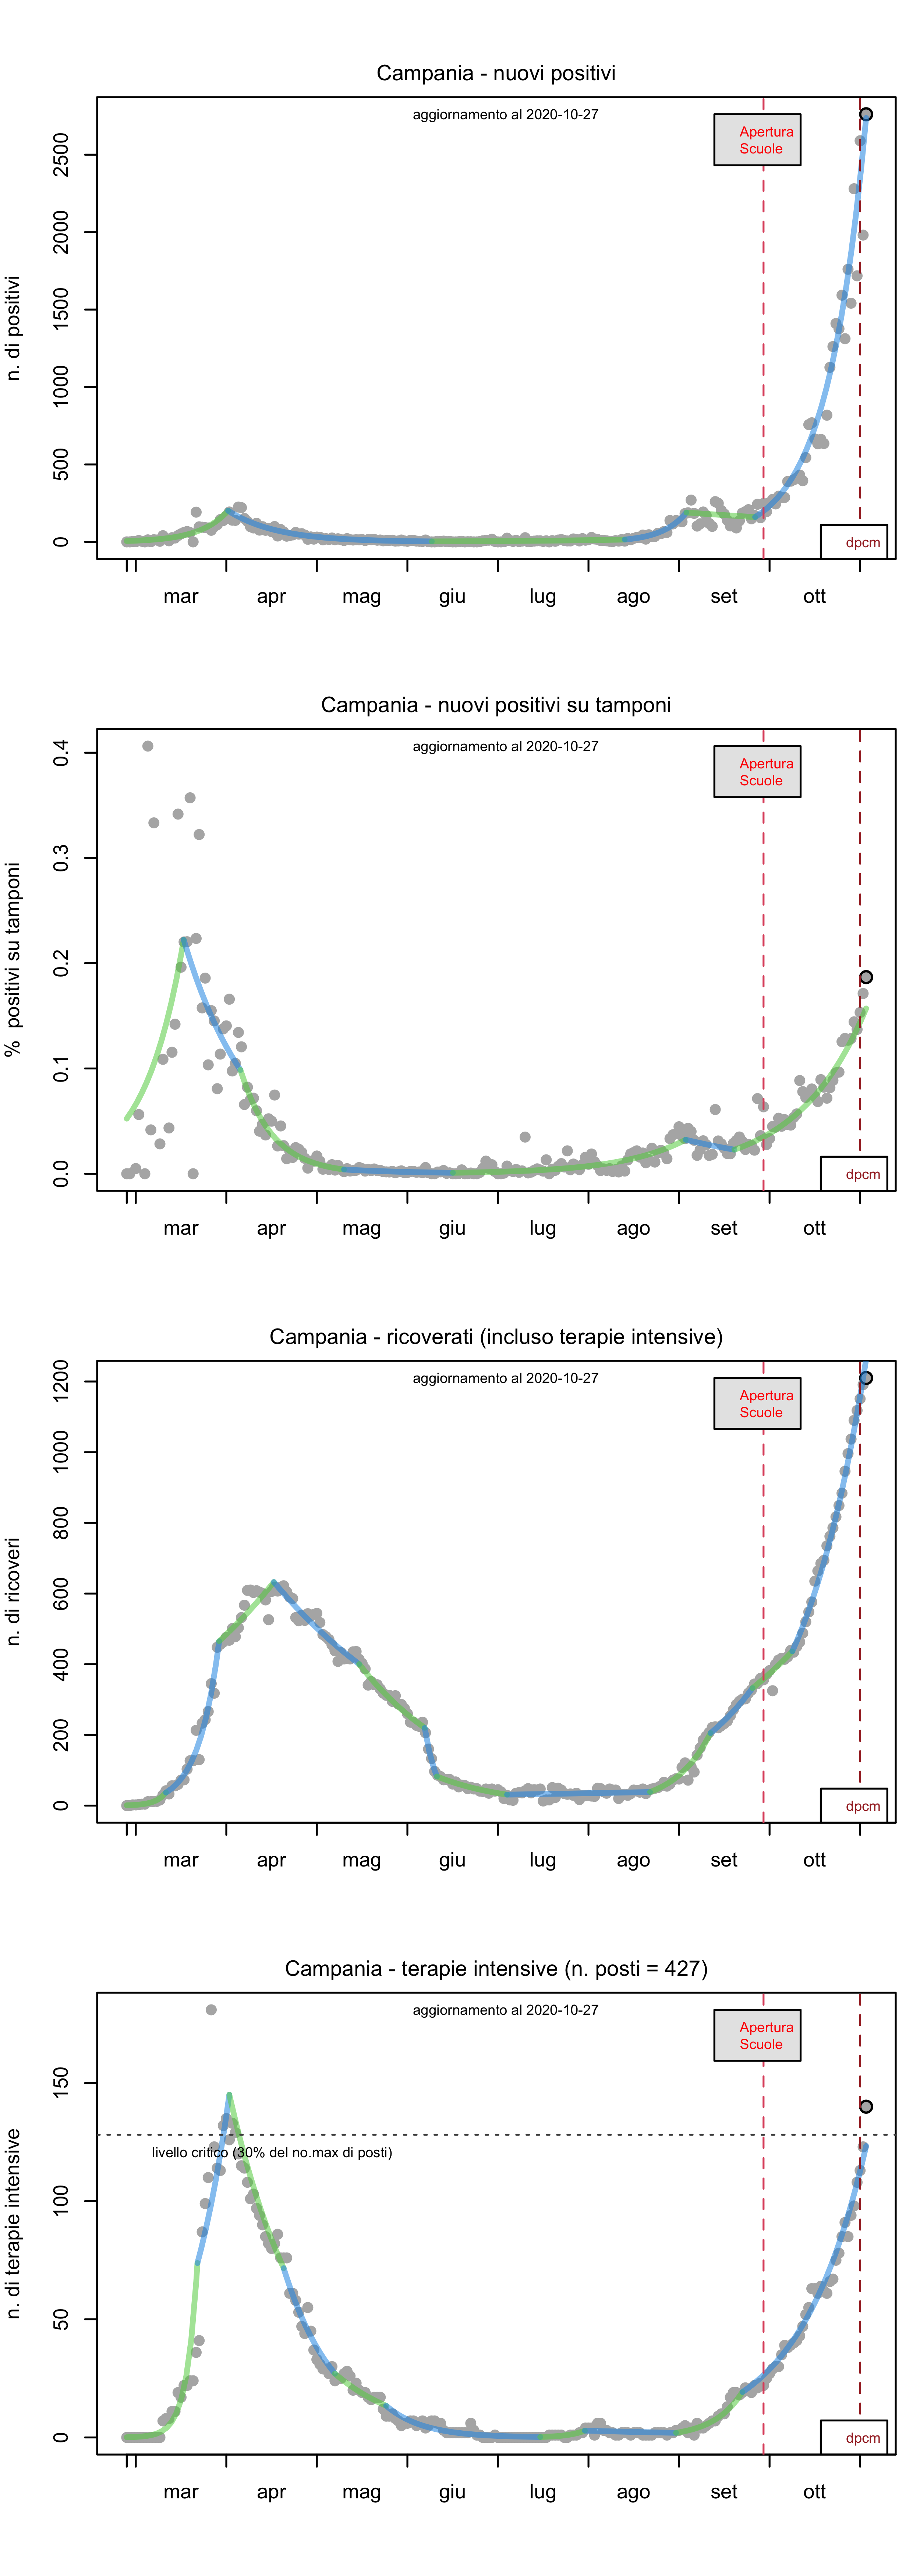 Campania - nuovi positivi
aggiornamento al 2020-10-27
Apertura
Scuole
n. di positivi
2500
2000
1500
1000
500
0
dpcm
mar apr mag giu lug ago set ott
Campania - nuovi positivi su tamponi
aggiornamento al 2020-10-27
Apertura
Scuole
% positivi su tamponi
0.4
0.3
0.2
0.1
0.0
dpcm
mar apr mag giu lug ago set ott
Campania - ricoverati (incluso terapie intensive)
aggiornamento al 2020-10-27
Apertura
Scuole
n. di ricoveri
1200
1000
800
600
400
200
0
dpcm
mar apr mag giu lug ago set ott
Campania - terapie intensive (n. posti = 427)
aggiornamento al 2020-10-27
Apertura
Scuole
n. di terapie intensive
150
livello critico (30% del no.max di posti)
100
50
0
dpcm
mar apr mag giu lug ago set ott